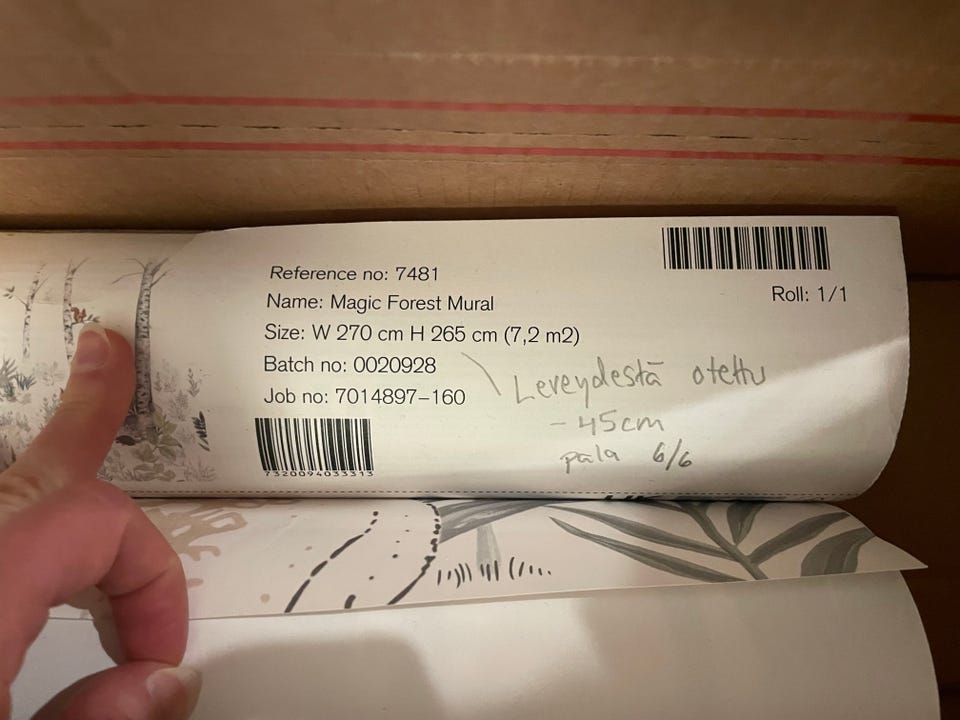 Roll: 1/1
Reference no: 7481
Name: Magic Forest Mural
Size: W 270 cm H 265 cm (7,2 m2)
Batch no: 0020928
Job no: 7014897-160
Leveydestä otettu
- 45cm
pala 6/6
7320094033313